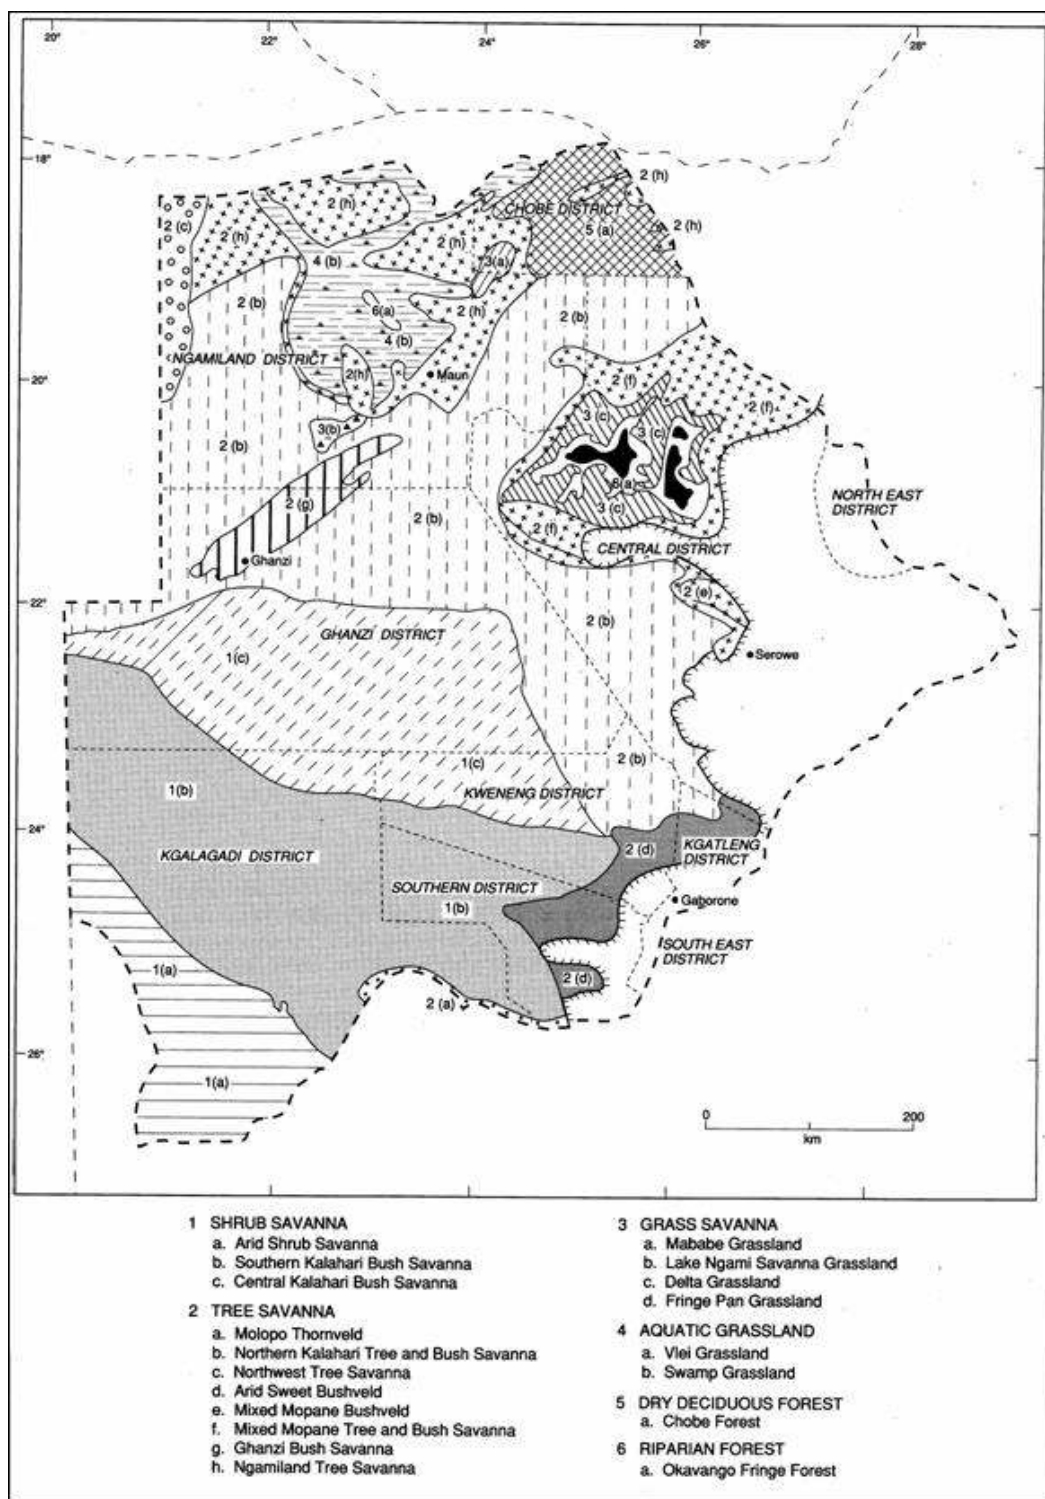 20°
22°
24°
26°
28°
18°
2 (h)
2 (c)
2 (h)
2 (h)
CHOBE DISTRICT
2 (h)
2 (h)
5 (a)
4 (b)
3(a)
2 (b)
6(a)
2 (h)
2 (b)
4 (b)
NGAMILAND DISTRICT
2(h)
Maun
20°
2 (f)
2 (f)
3 (c)
3 (c)
3(b)
2 (b)
6(a)
NORTH EAST
DISTRICT
2 (g)
2 (b)
3 (c)
2 (f)
CENTRAL DISTRICT
Ghanzi
2 (e)
22°
2 (b)
GHANZI DISTRICT
1(c)
Serowe
1(c)
2 (b)
1(b)
KWENENG DISTRICT
24°
KGALAGADI DISTRICT
2 (d)
KGATLENG
DISTRICT
SOUTHERN DISTRICT
1(b)
Gaborone
SOUTH EAST
DISTRICT
1(a)
2 (a)
2 (d)
26°
1(a)
0
200
km
1 SHRUB SAVANNA
a. Arid Shrub Savanna
b. Southern Kalahari Bush Savanna
c. Central Kalahari Bush Savanna
2 TREE SAVANNA
a. Molopo Thornveld
b. Northern Kalahari Tree and Bush Savanna
c. Northwest Tree Savanna
d. Arid Sweet Bushveld
e. Mixed Mopane Bushveld
f. Mixed Mopane Tree and Bush Savanna
g. Ghanzi Bush Savanna
h. Ngamiland Tree Savanna
3 GRASS SAVANNA
a. Mababe Grassland
b. Lake Ngami Savanna Grassland
c. Delta Grassland
d. Fringe Pan Grassland
4 AQUATIC GRASSLAND
a. Vlei Grassland
b. Swamp Grassland
5 DRY DECIDUOUS FOREST
a. Chobe Forest
6 RIPARIAN FOREST
a. Okavango Fringe Forest